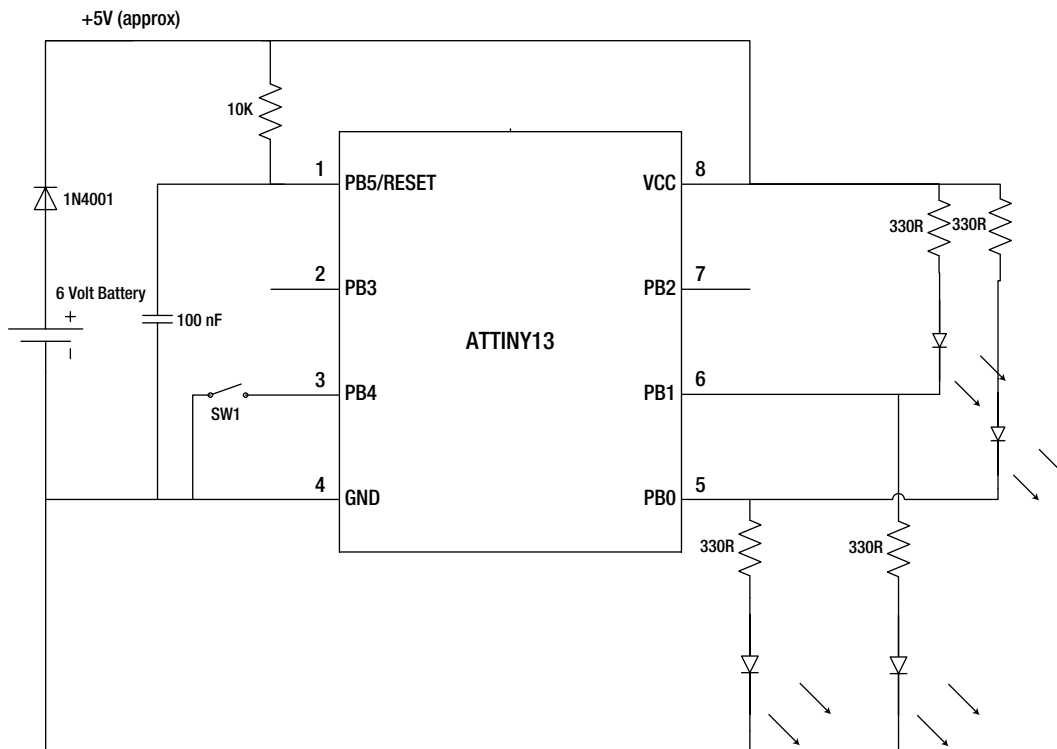 +5V (approx)
10K
1
PB5/RESET
VCC
8
1N4001
330R
330R
2
PB3
PB2
7
6 Volt Battery
+
100 nF
ATTINY13
−
3
PB4
PB1
6
SW1
4
GND
PB0
5
330R
330R